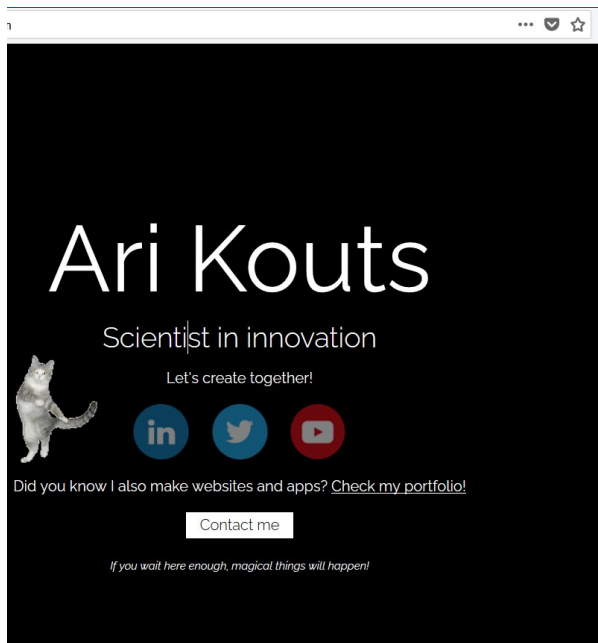 Ari Kouts
Scientist in innovation
Let's create together!
in
Did you know I also make websites and apps? Check my portfolio!
Contact me
If you wait here enough, magical things will happen!